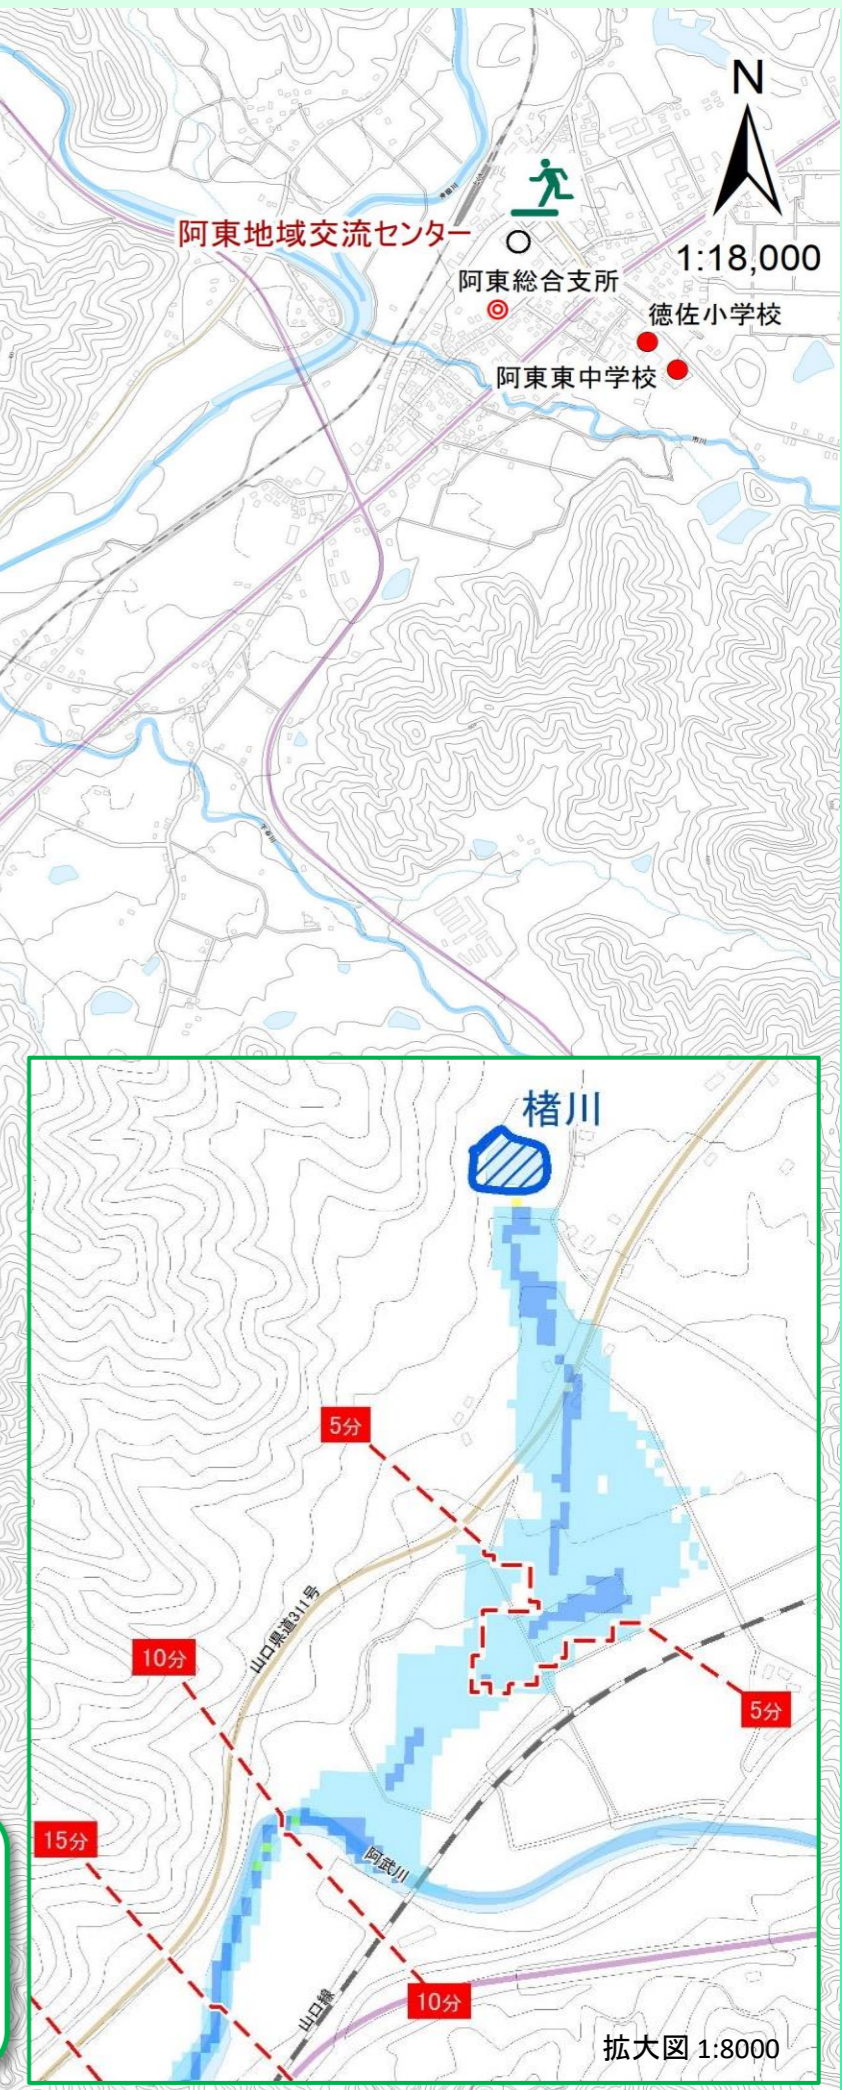 N
阿東地域交流センター
1:18,000
阿東総合支所
徳佐小学校
阿東東中学校
市川
楮川
5分
山口県道311号
10分
5分
15分
阿武川
山口線
10分
拡大図 1:8000